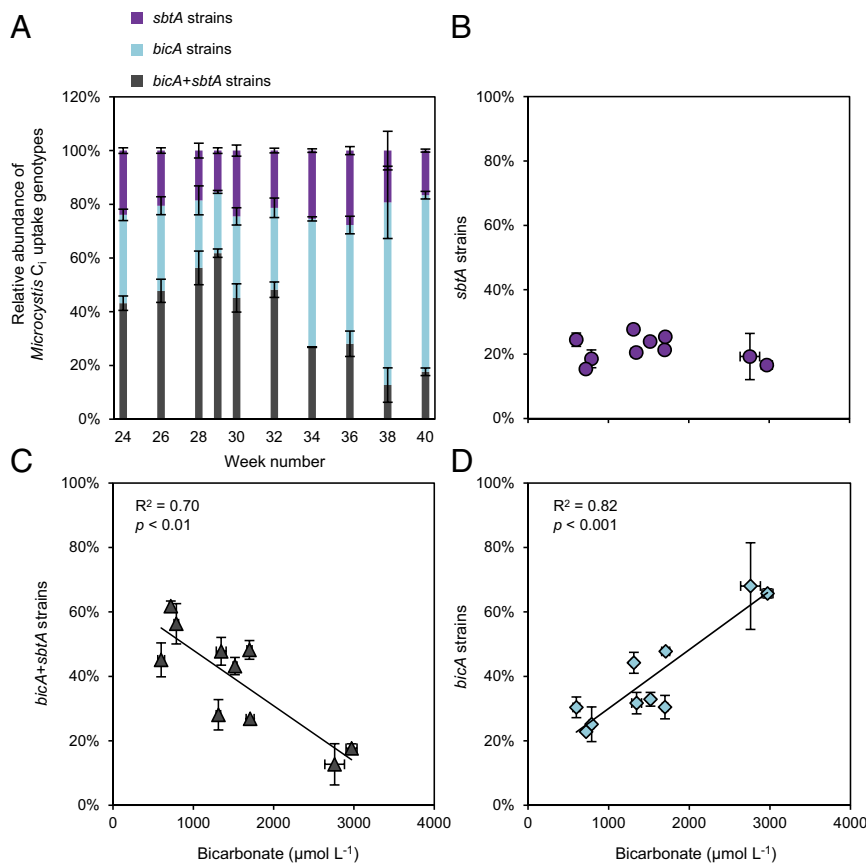 A
sbtA strains
bicA strains
bicA+sbtA strains
Relative abundance of
Microcystis Ci uptake genotypes
120%
100%
80%
60%
40%
20%
0%
24 26 28 29 30 32 34 36 38 40
Week number
B
sbtA strains
100%
80%
60%
40%
20%
0%
C
bicA+sbtA strains
100%
80%
60%
40%
20%
0%
R² = 0.70
p < 0.01
0 1000 2000 3000 4000
Bicarbonate (µmol L⁻¹)
D
bicA strains
100%
80%
60%
40%
20%
0%
R² = 0.82
p < 0.001
0 1000 2000 3000 4000
Bicarbonate (µmol L⁻¹)